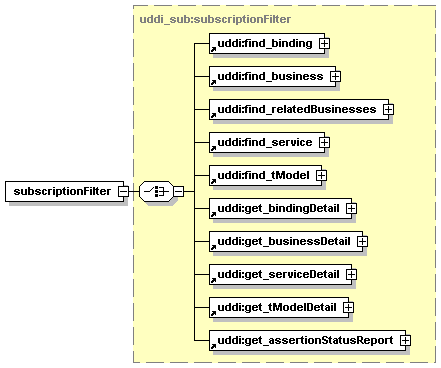 uddi_sub:subscriptionFilter
uddi:find_binding
uddi:find_business
uddi:find_relatedBusinesses
uddi:find_service
subscriptionFilter
uddi:find_tModel
uddi:get_bindingDetail
uddi:get_businessDetail
uddi:get_serviceDetail
uddi:get_tModelDetail
uddi:get_assertionStatusReport